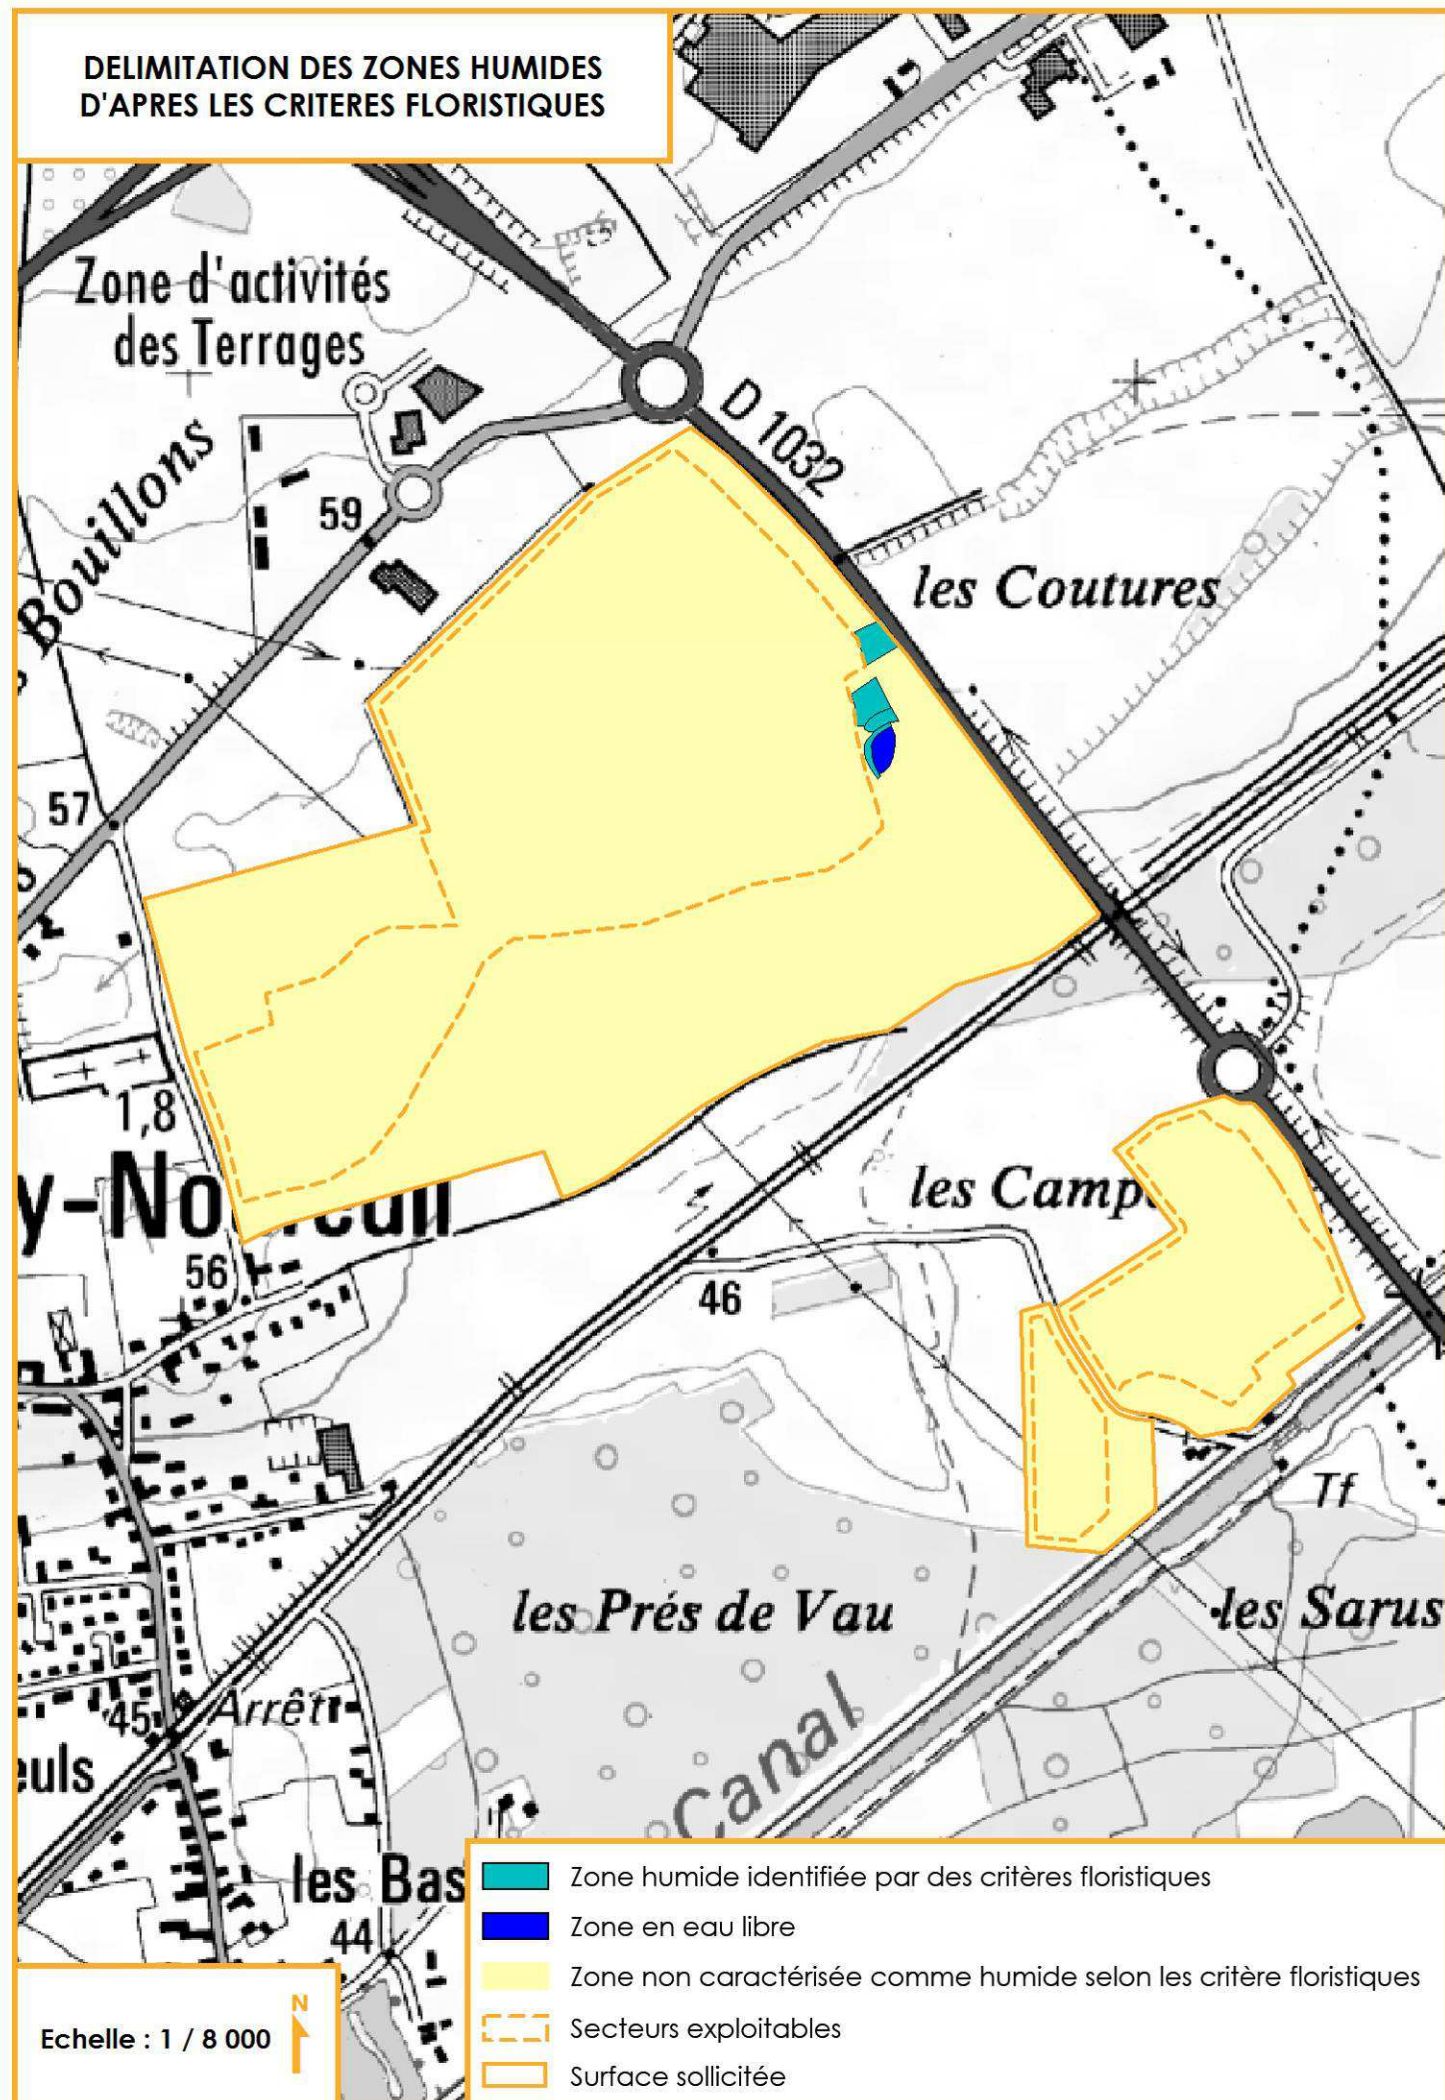 DELIMITATION DES ZONES HUMIDES
D'APRES LES CRITERES FLORISTIQUES
Zone d'activités
des Terrages
D 1032
Bouillons
59
les Coutures
57
1,8
y-No
euil
56
les Camp
46
Tf
les Prés de Vau
les Sarus
Arrêt
45
euls
Canal
les Bas
44
Zone humide identifiée par des critères floristiques
Zone en eau libre
Zone non caractérisée comme humide selon les critère floristiques
Secteurs exploitables
Surface sollicitée
N
Echelle : 1 / 8 000